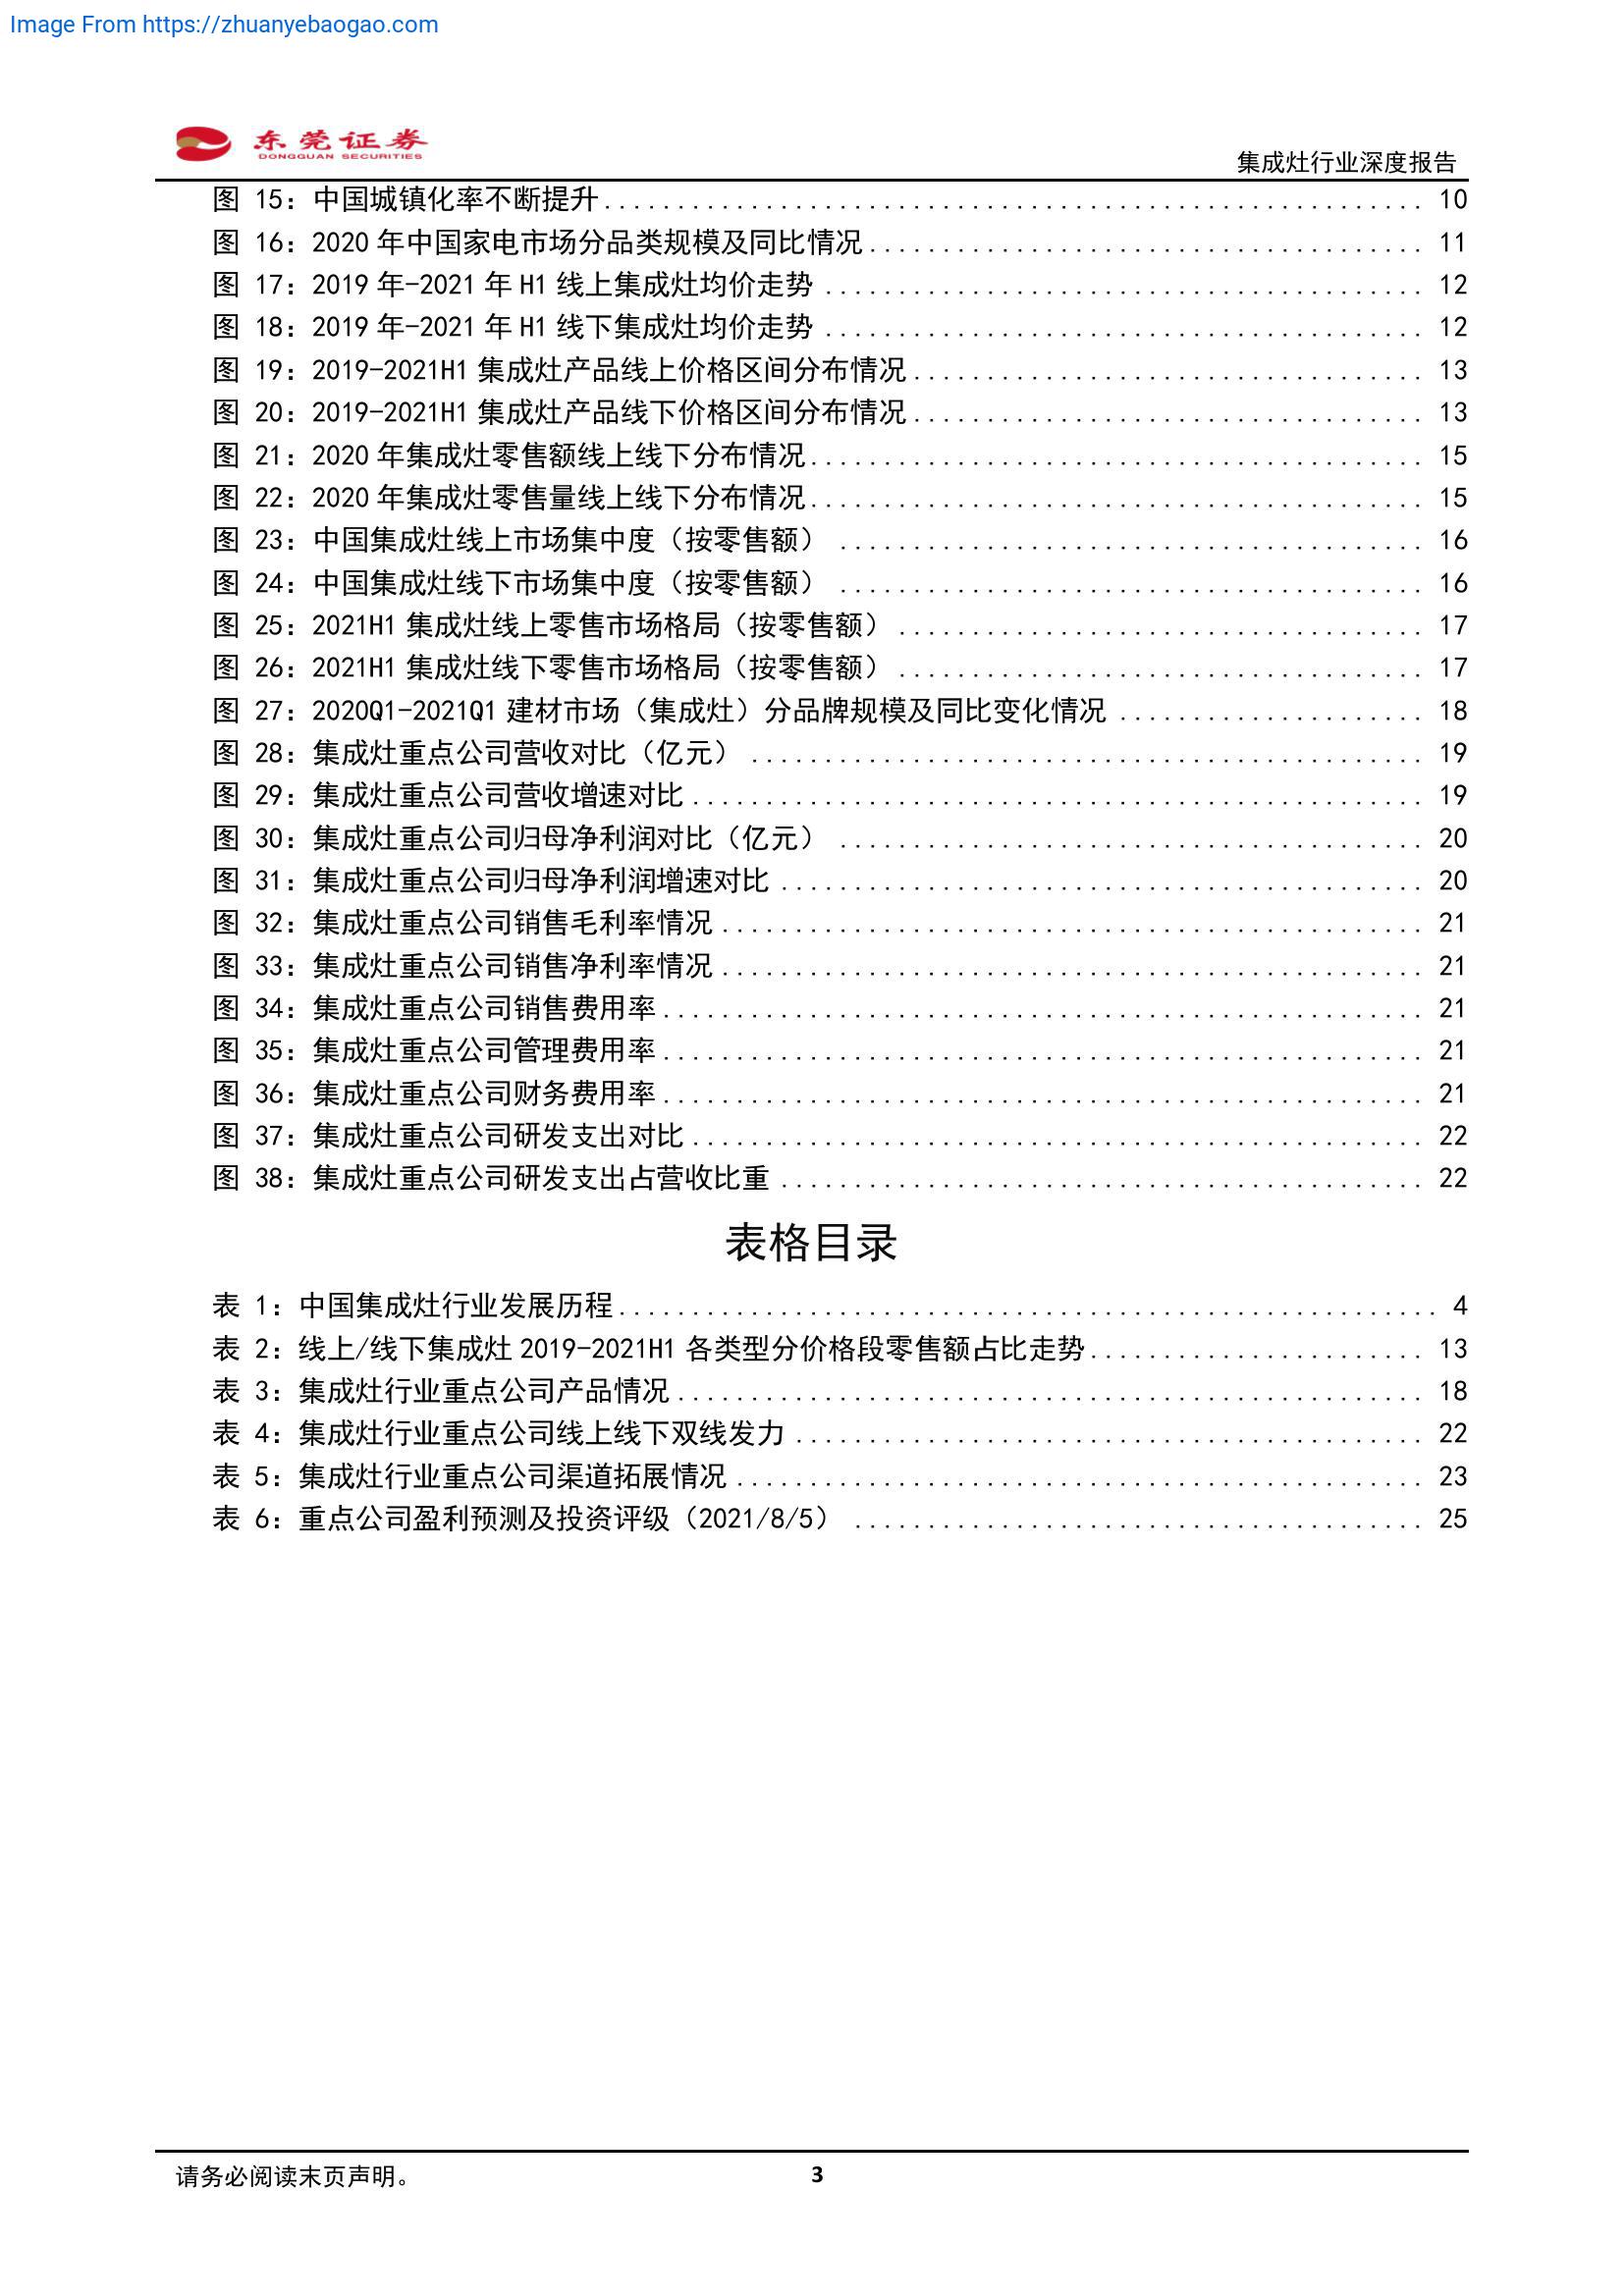 Image From https://zhuanyebaogao.com
东莞证券
DONGGUAN SECURITIES
集成灶行业深度报告
图 15：中国城镇化率不断提升........................................................ 10
图 16：2020 年中国家电市场分品类规模及同比情况...................................... 11
图 17：2019 年-2021 年 H1 线上集成灶均价走势 ......................................... 12
图 18：2019 年-2021 年 H1 线下集成灶均价走势 ......................................... 12
图 19：2019-2021H1 集成灶产品线上价格区间分布情况................................... 13
图 20：2019-2021H1 集成灶产品线下价格区间分布情况................................... 13
图 21：2020 年集成灶零售额线上线下分布情况.......................................... 15
图 22：2020 年集成灶零售量线上线下分布情况.......................................... 15
图 23：中国集成灶线上市场集中度（按零售额） ........................................ 16
图 24：中国集成灶线下市场集中度（按零售额） ........................................ 16
图 25：2021H1 集成灶线上零售市场格局（按零售额）.................................... 17
图 26：2021H1 集成灶线下零售市场格局（按零售额）.................................... 17
图 27：2020Q1-2021Q1 建材市场（集成灶）分品牌规模及同比变化情况 ..................... 18
图 28：集成灶重点公司营收对比（亿元） .............................................. 19
图 29：集成灶重点公司营收增速对比.................................................. 19
图 30：集成灶重点公司归母净利润对比（亿元） ........................................ 20
图 31：集成灶重点公司归母净利润增速对比 ............................................ 20
图 32：集成灶重点公司销售毛利率情况................................................ 21
图 33：集成灶重点公司销售净利率情况................................................ 21
图 34：集成灶重点公司销售费用率.................................................... 21
图 35：集成灶重点公司管理费用率.................................................... 21
图 36：集成灶重点公司财务费用率.................................................... 21
图 37：集成灶重点公司研发支出对比.................................................. 22
图 38：集成灶重点公司研发支出占营收比重 ............................................ 22
表格目录
表 1：中国集成灶行业发展历程........................................................ 4
表 2：线上/线下集成灶 2019-2021H1 各类型分价格段零售额占比走势....................... 13
表 3：集成灶行业重点公司产品情况................................................... 18
表 4：集成灶行业重点公司线上线下双线发力 ........................................... 22
表 5：集成灶行业重点公司渠道拓展情况............................................... 23
表 6：重点公司盈利预测及投资评级（2021/8/5） ....................................... 25
请务必阅读末页声明。
3